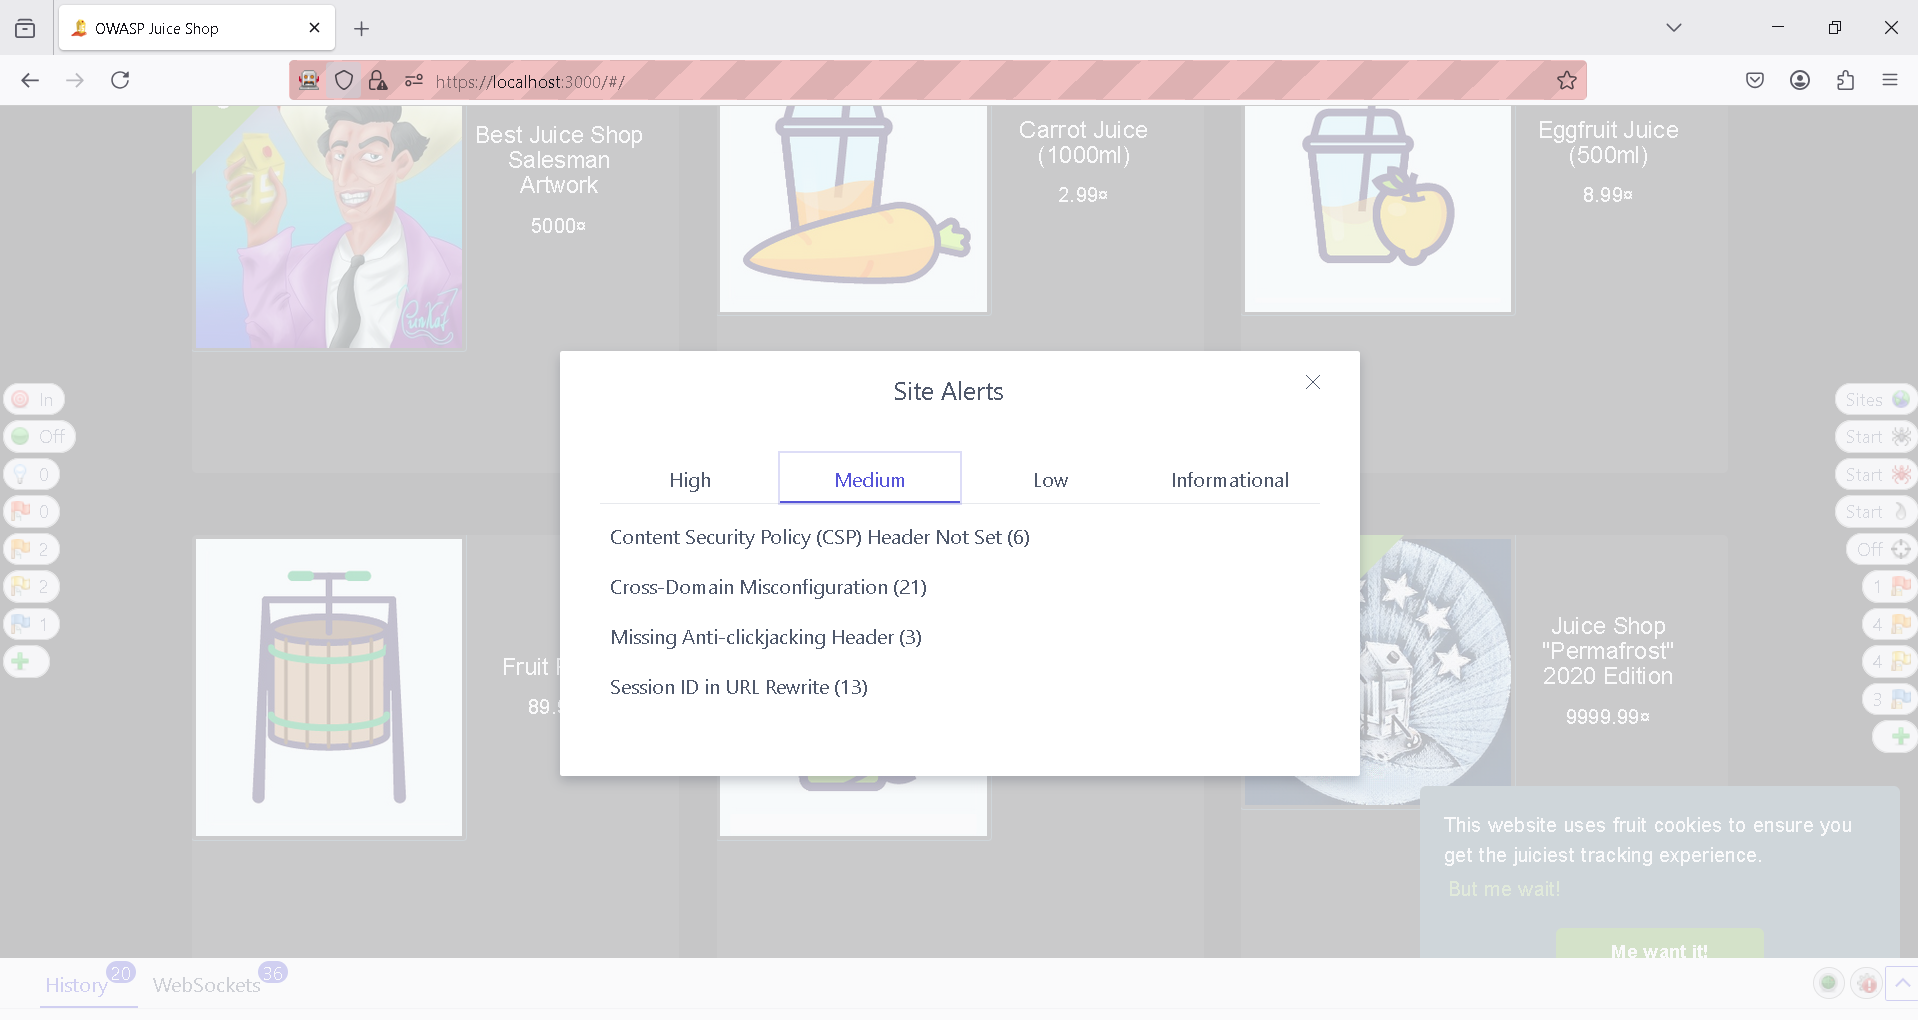 OWASP Juice Shop
https://localhost:3000/#/
Best Juice Shop
Salesman
Artwork
5000¤
Carrot Juice
(1000ml)
2.99¤
Eggfruit Juice
(500ml)
8.99¤
In
Off
0
0
2
2
1
Sites
Start
Start
Start
Off
1
4
4
3
Site Alerts
High
Medium
Low
Informational
Content Security Policy (CSP) Header Not Set (6)
Cross-Domain Misconfiguration (21)
Missing Anti-clickjacking Header (3)
Session ID in URL Rewrite (13)
Fruit
89.
Juice Shop
"Permafrost"
2020 Edition
9999.99¤
This website uses fruit cookies to ensure you
get the juiciest tracking experience.
But me wait!
Me want it!
History 20
WebSockets 36